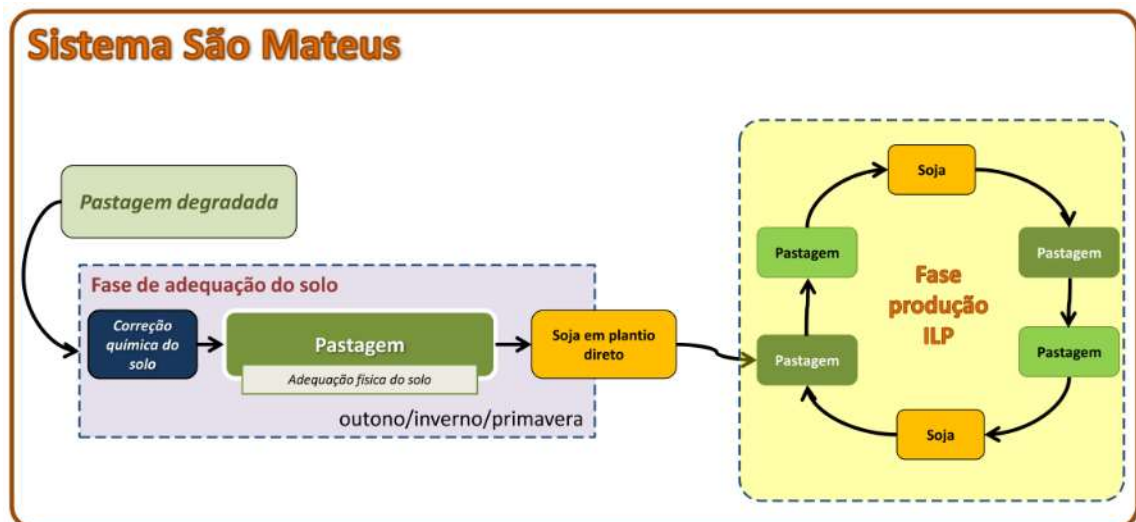 Sistema São Mateus
Pastagem degradada
Fase de adequação do solo
Correção
química do
solo
Pastagem
Adequação física do solo
Soja em plantio
direto
outono/inverno/primavera
Soja
Pastagem
Pastagem
Fase
produção
ILP
Pastagem
Pastagem
Soja